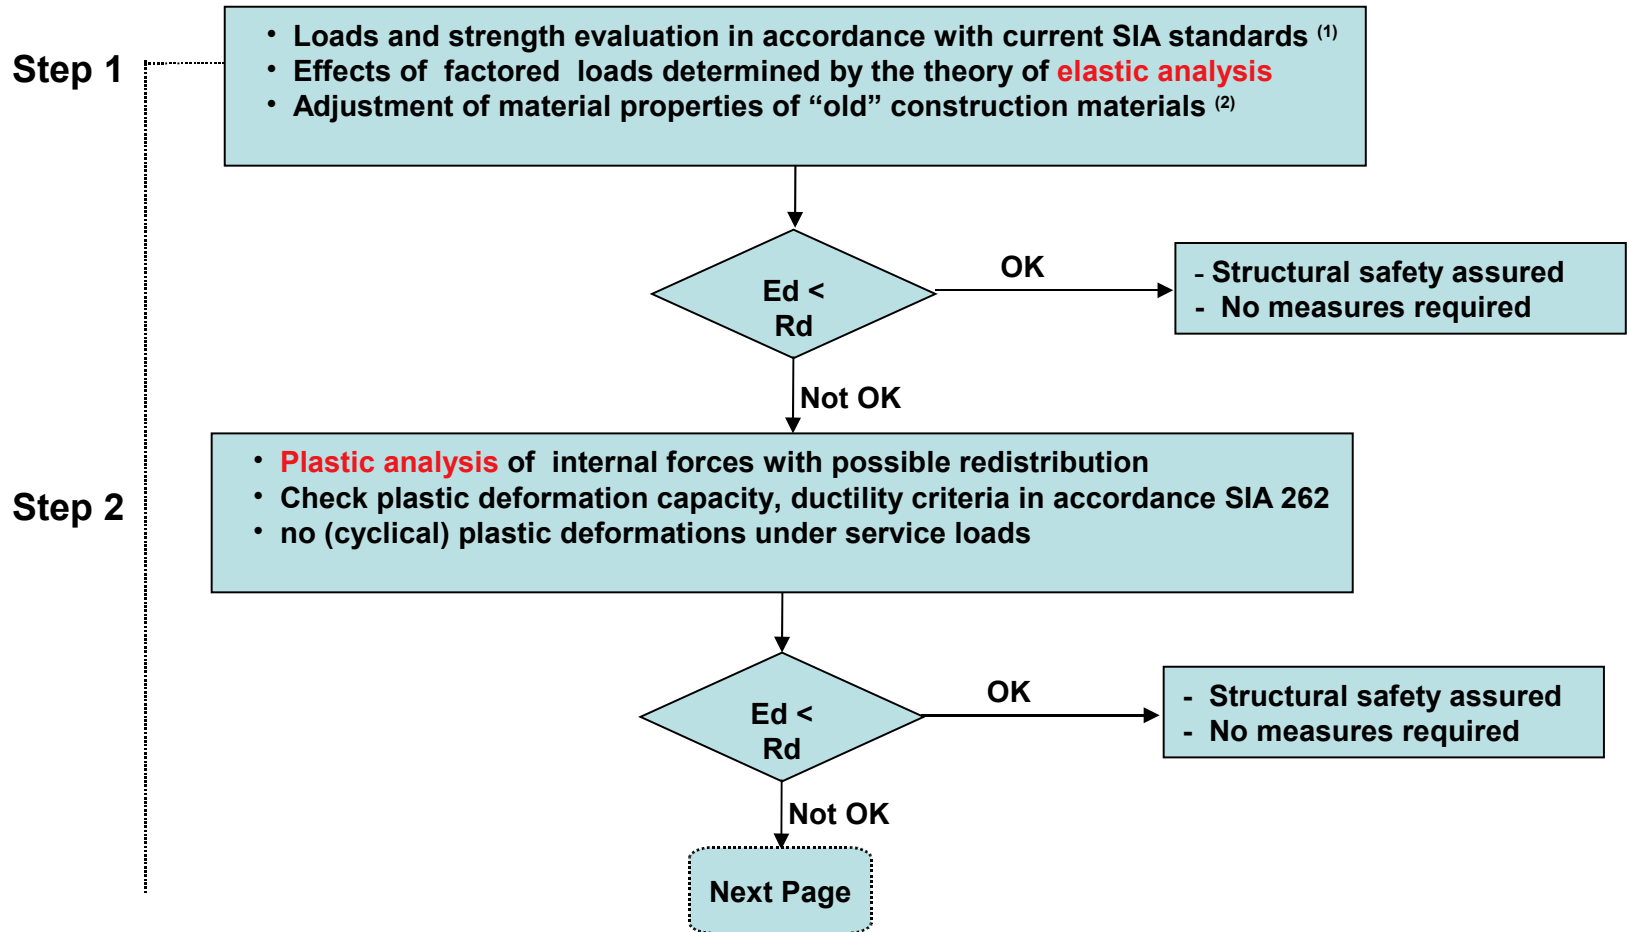 Step 1
• Loads and strength evaluation in accordance with current SIA standards (1)
• Effects of factored loads determined by the theory of elastic analysis
• Adjustment of material properties of “old” construction materials (2)
Ed <
Rd
OK
- Structural safety assured
- No measures required
Not OK
Step 2
• Plastic analysis of internal forces with possible redistribution
• Check plastic deformation capacity, ductility criteria in accordance SIA 262
• no (cyclical) plastic deformations under service loads
Ed <
Rd
OK
- Structural safety assured
- No measures required
Not OK
Next Page